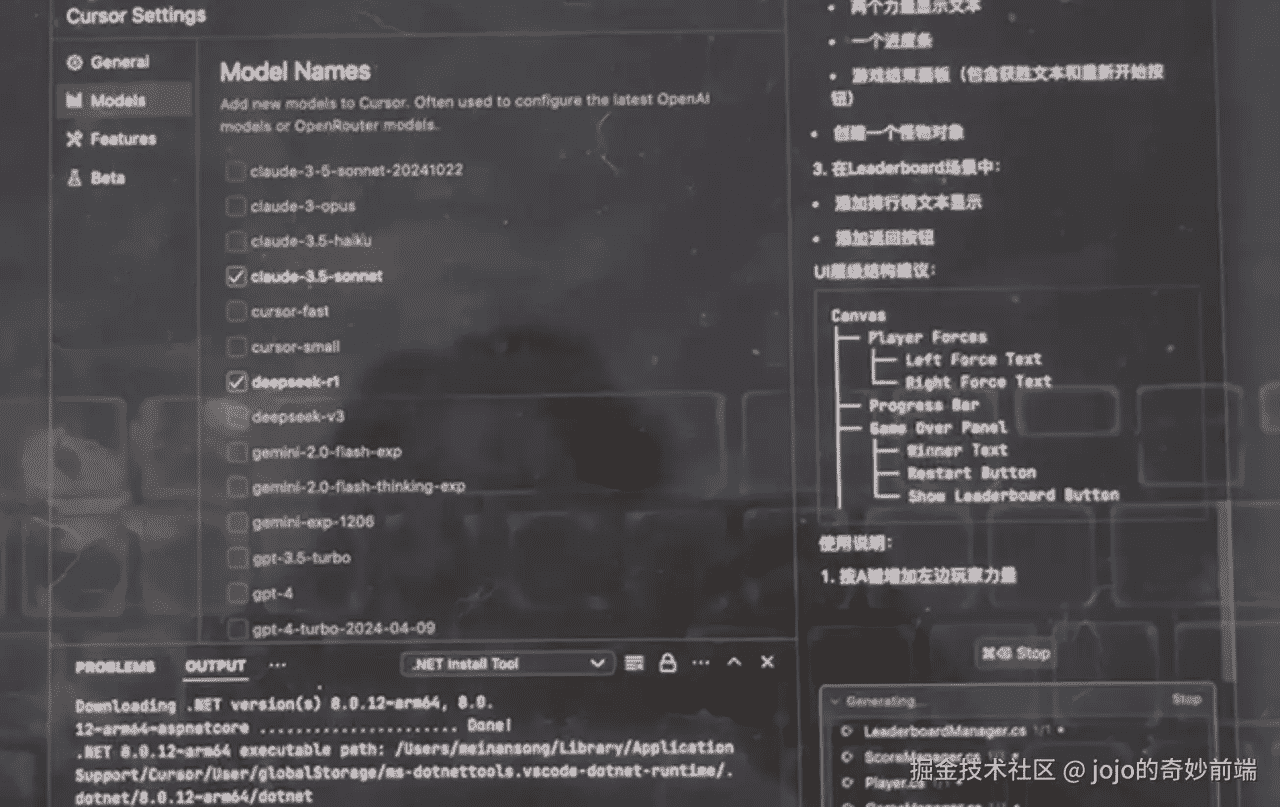 Cursor Settings
General
Models
Features
Beta
Model Names
Add new models to Cursor. Often used to configure the latest OpenAI
models or OpenRouter models.
claude-3-5-sonnet-20241022
claude-3-opus
claude-3.5-haiku
claude-3.5-sonnet
cursor-fast
cursor-small
deepseek-r1
deepseek-v3
gemini-2.0-flash-exp
gemini-2.0-flash-thinking-exp
gemini-exp-1206
gpt-3.5-turbo
gpt-4
gpt-4-turbo-2024-04-09
PROBLEMS
OUTPUT
.NET Install Tool
Downloading .NET version(s) 8.0.12~arm64, 8.0.
12~arm64~aspnetcore ...................... Done!
.NET 8.0.12~arm64 executable path: /Users/meinansong/Library/Application
Support/Cursor/User/globalStorage/ms-dotnettools.vscode-dotnet-runtime/.
dotnet/8.0.12~arm64/dotnet
• 两个力量显示文本
• 一个进度条
• 游戏结束面板（包含获胜文本和重新开始按
钮）
• 创建一个怪物对象
3. 在Leaderboard场景中：
• 添加排行榜文本显示
• 添加返回按钮
UI层级结构建议：
Canvas
├── Player Forces
├── Left Force Text
└── Right Force Text
├── Progress Bar
├── Game Over Panel
├── Winner Text
├── Restart Button
└── Show Leaderboard Button
使用说明：
1. 按A键增加左边玩家力量
⌘⌫ Stop
Generating
Stop
LeaderboardManager.cs 1/1 •
ScoreManager.cs 1/1 •
Player.cs 1/1 •
GameManager.cs
掘金技术社区 @ jojo的奇妙前端